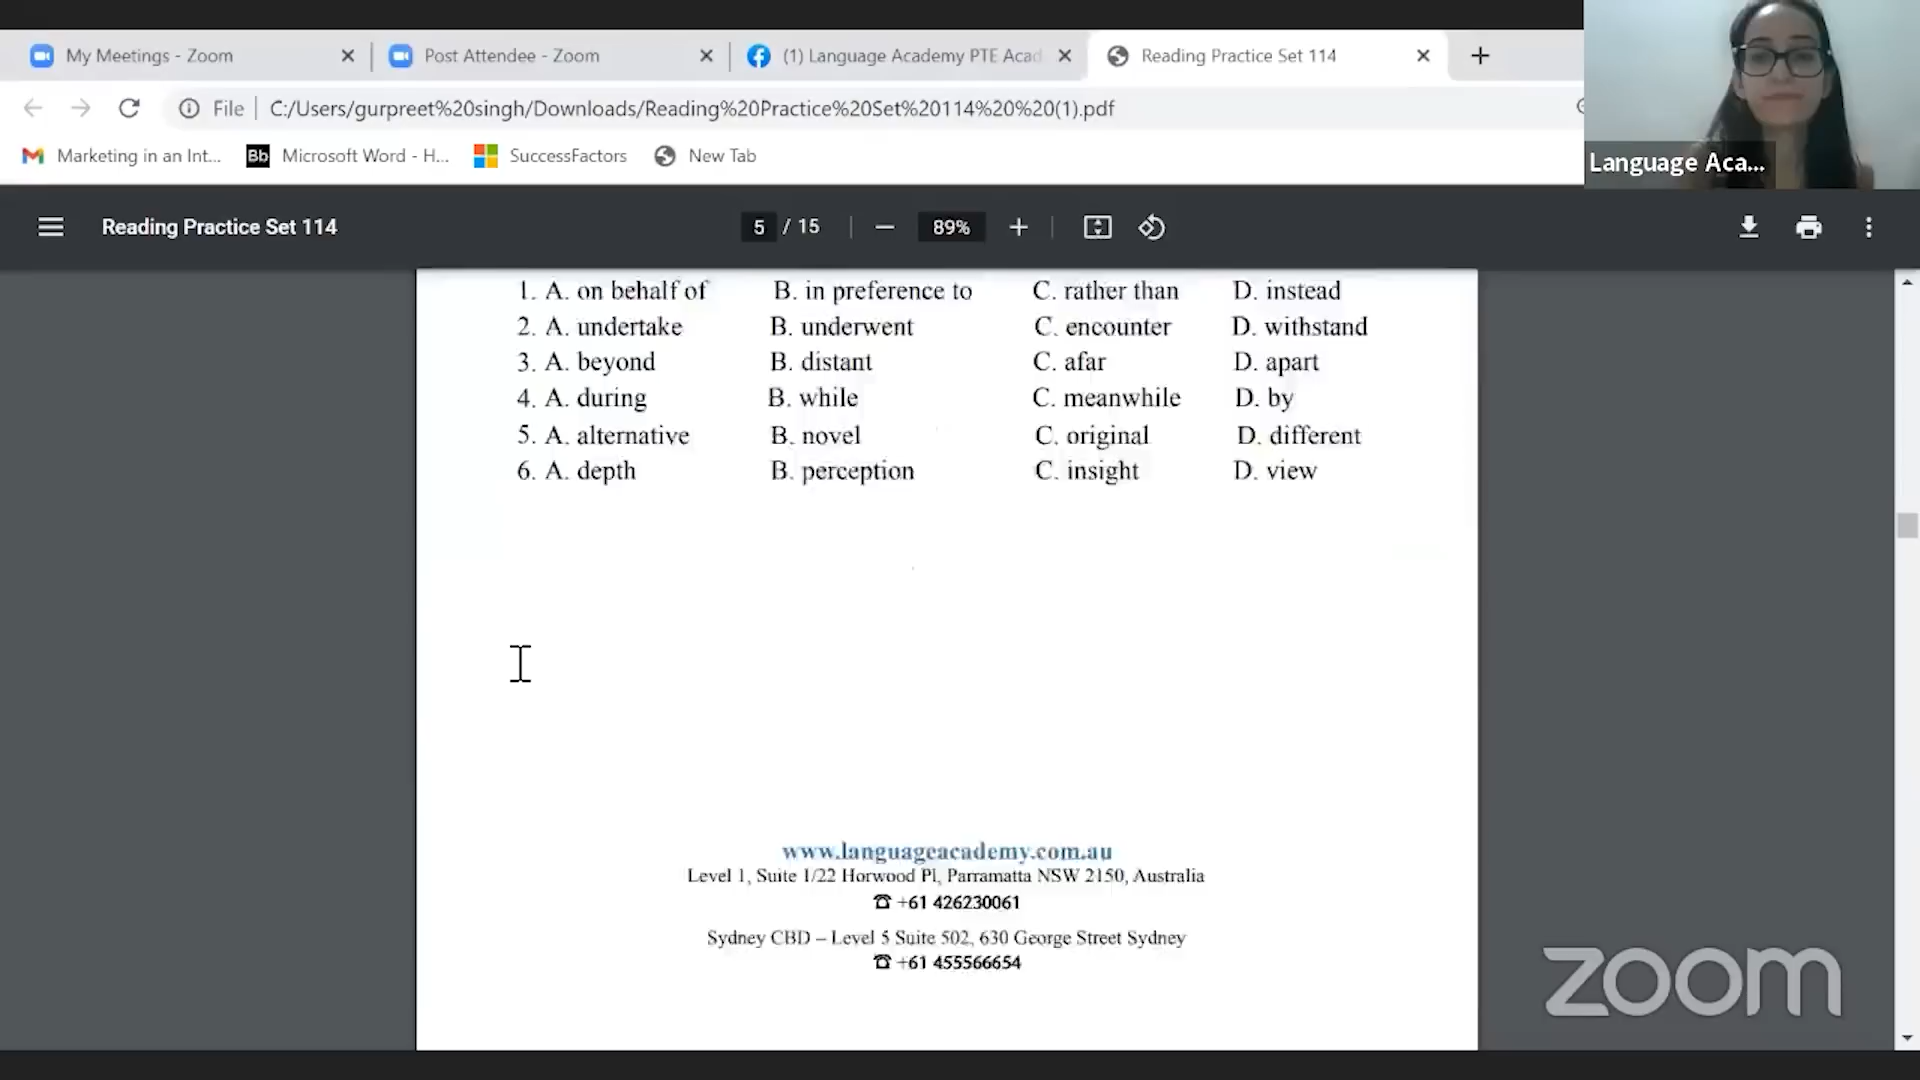 My Meetings - Zoom
Post Attendee - Zoom
(1) Language Academy PTE Acad
Reading Practice Set 114
File
C:/Users/gurpreet%20singh/Downloads/Reading%20Practice%20Set%20114%20%20(1).pdf
Marketing in an Int...
Bb Microsoft Word - H...
SuccessFactors
New Tab
Language Aca...
Reading Practice Set 114
5 / 15
89%
1. A. on behalf of B. in preference to C. rather than D. instead
2. A. undertake B. underwent C. encounter D. withstand
3. A. beyond B. distant C. afar D. apart
4. A. during B. while C. meanwhile D. by
5. A. alternative B. novel C. original D. different
6. A. depth B. perception C. insight D. view
www.languageacademy.com.au
Level 1, Suite 1/22 Horwood Pl, Parramatta NSW 2150, Australia
☎ +61 426230061
Sydney CBD – Level 5 Suite 502, 630 George Street Sydney
☎ +61 455566654
zoom